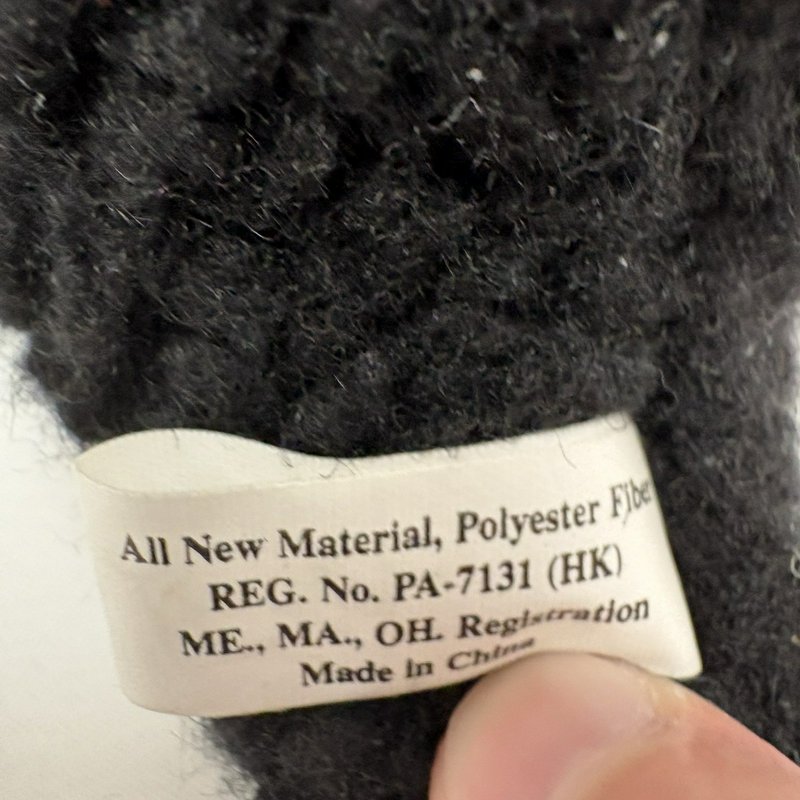 All New Material, Polyester Fiber
REG. No. PA-7131 (HK)
ME., MA., OH. Registration
Made in China